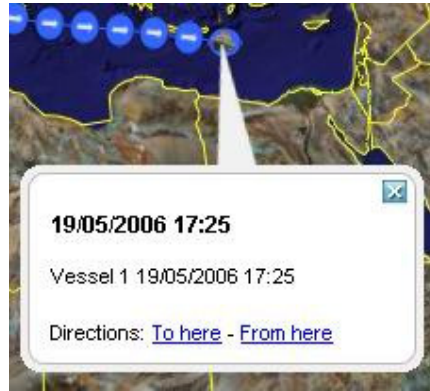 19/05/2006 17:25
Vessel 1 19/05/2006 17:25
Directions: To here - From here